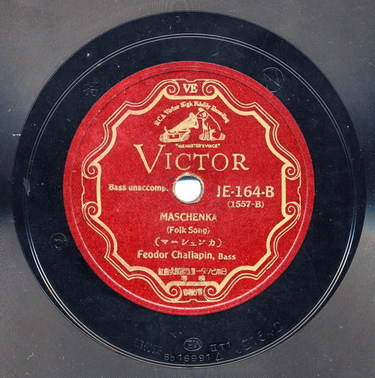 VE
RCA Victor High Fidelity Recording
"HIS MASTER'S VOICE"
VICTOR
Bass unaccomp. JE-164-B
(1557-B)
MASCHENKA
(Folk Song)
(マーシェンカ)
Feodor Chaliapin, Bass